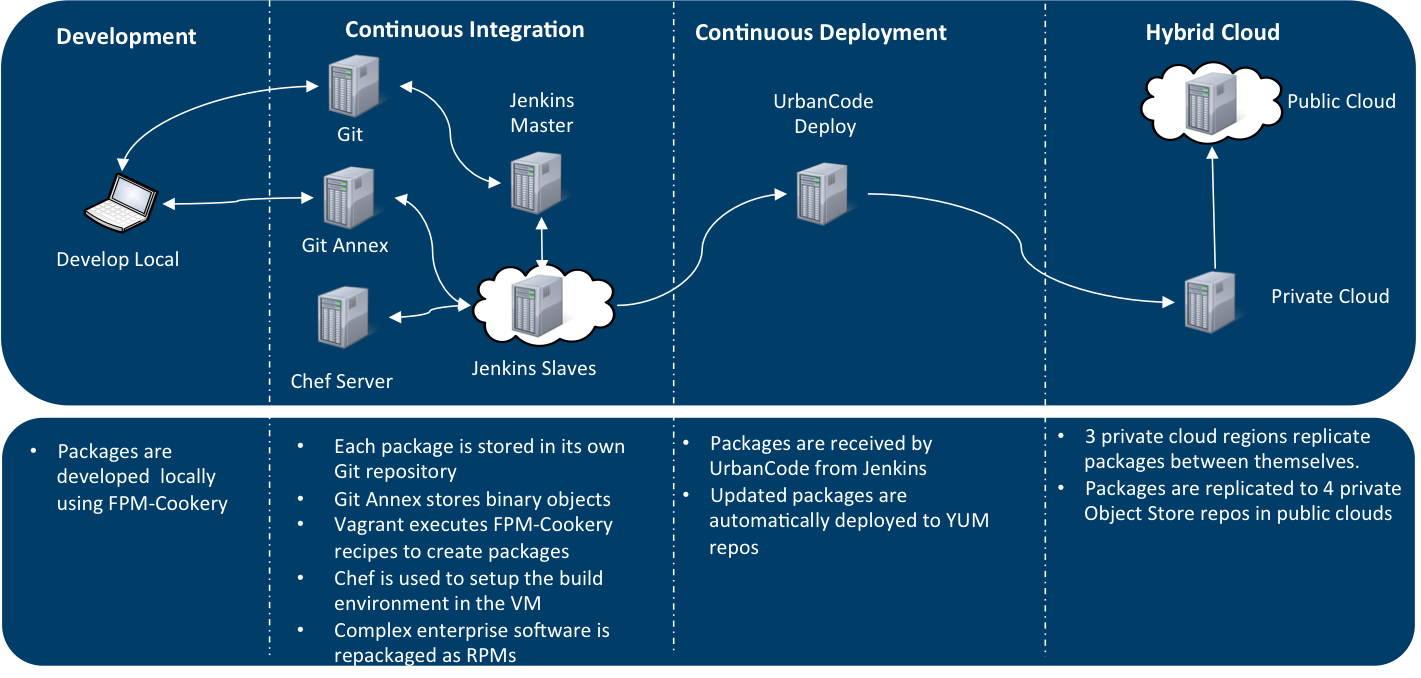 Development
Continuous Integration
Continuous Deployment
Hybrid Cloud
Git
Jenkins
Master
UrbanCode
Deploy
Public Cloud
Git Annex
Develop Local
Chef Server
Jenkins Slaves
Private Cloud
• Packages are
developed locally
using FPM-Cookery
• Each package is stored in its own
Git repository
• Git Annex stores binary objects
• Vagrant executes FPM-Cookery
recipes to create packages
• Chef is used to setup the build
environment in the VM
• Complex enterprise software is
repackaged as RPMs
• Packages are received by
UrbanCode from Jenkins
• Updated packages are
automatically deployed to YUM
repos
• 3 private cloud regions replicate
packages between themselves.
• Packages are replicated to 4 private
Object Store repos in public clouds